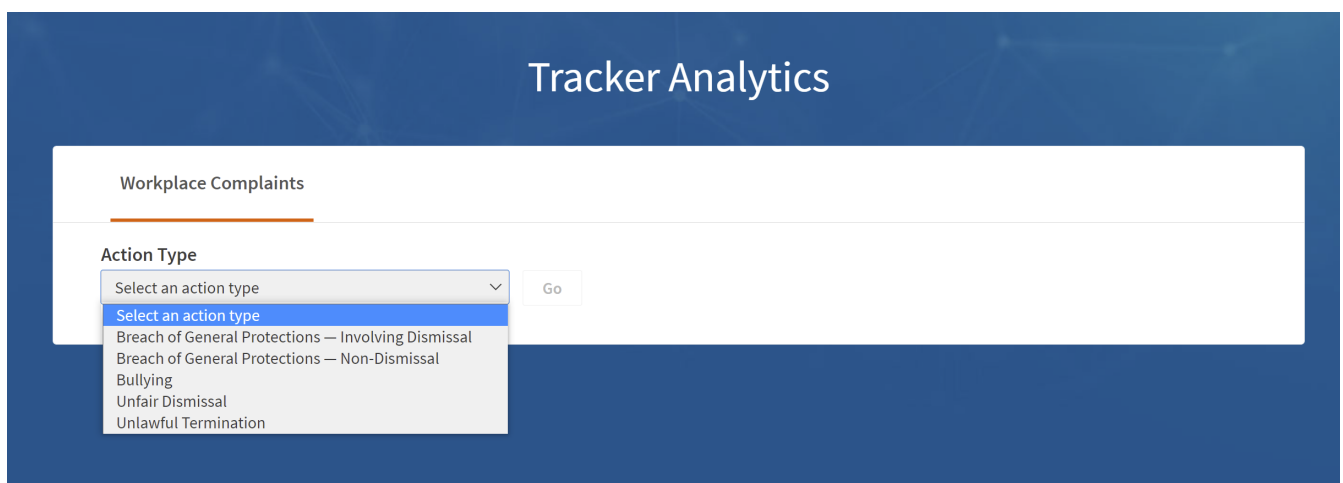 Tracker Analytics
Workplace Complaints
Action Type
Select an action type
Go
Select an action type
Breach of General Protections — Involving Dismissal
Breach of General Protections — Non-Dismissal
Bullying
Unfair Dismissal
Unlawful Termination